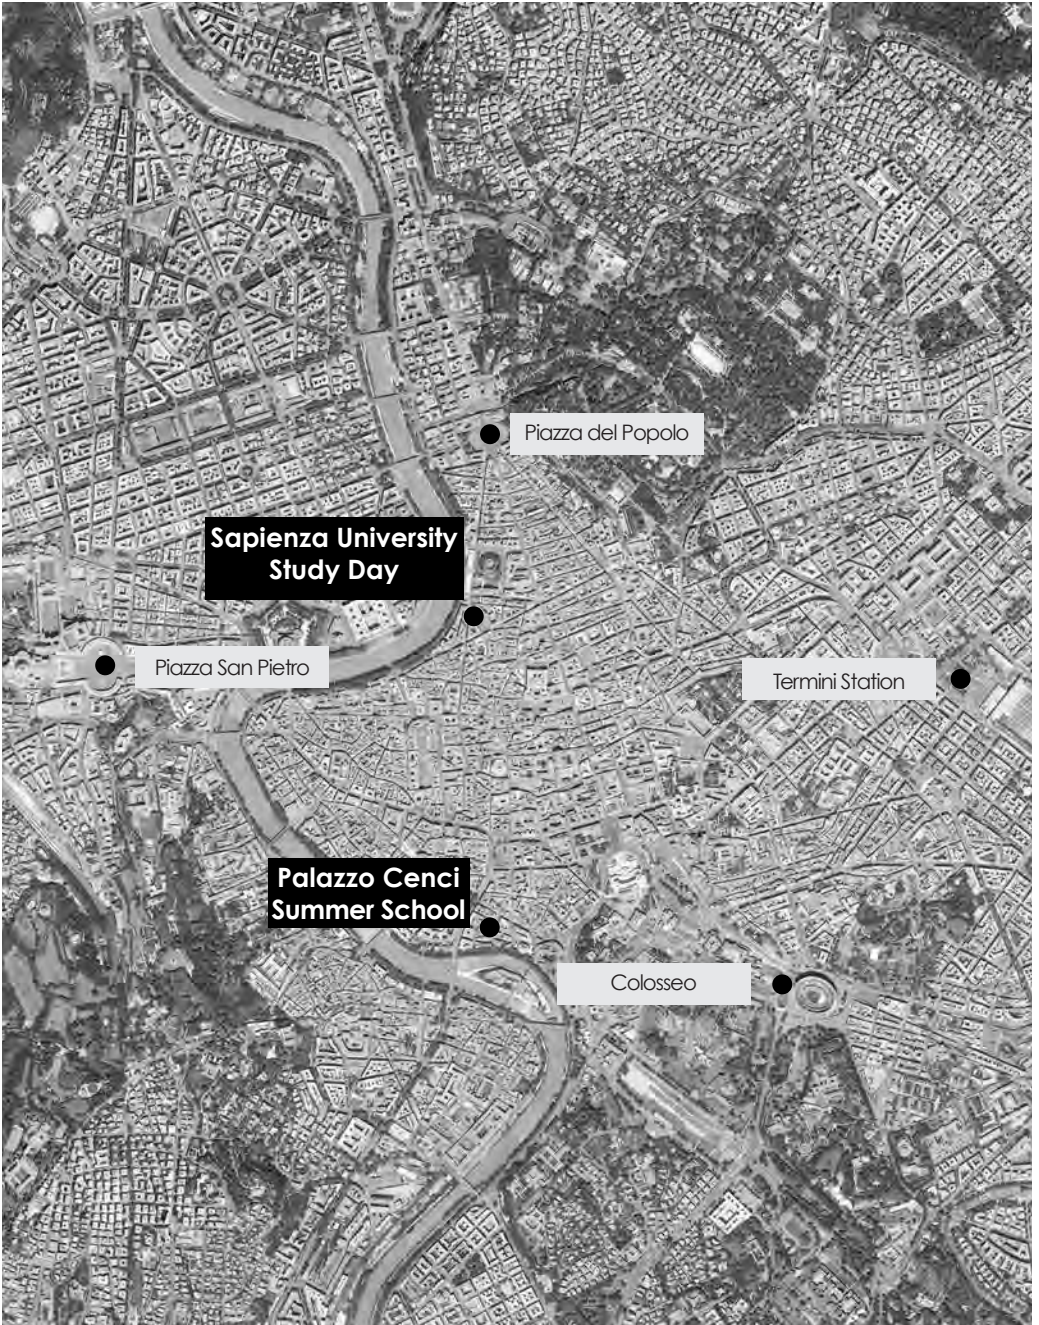 Piazza del Popolo
Sapienza University
Study Day
Piazza San Pietro
Termini Station
Palazzo Cenci
Summer School
Colosseo